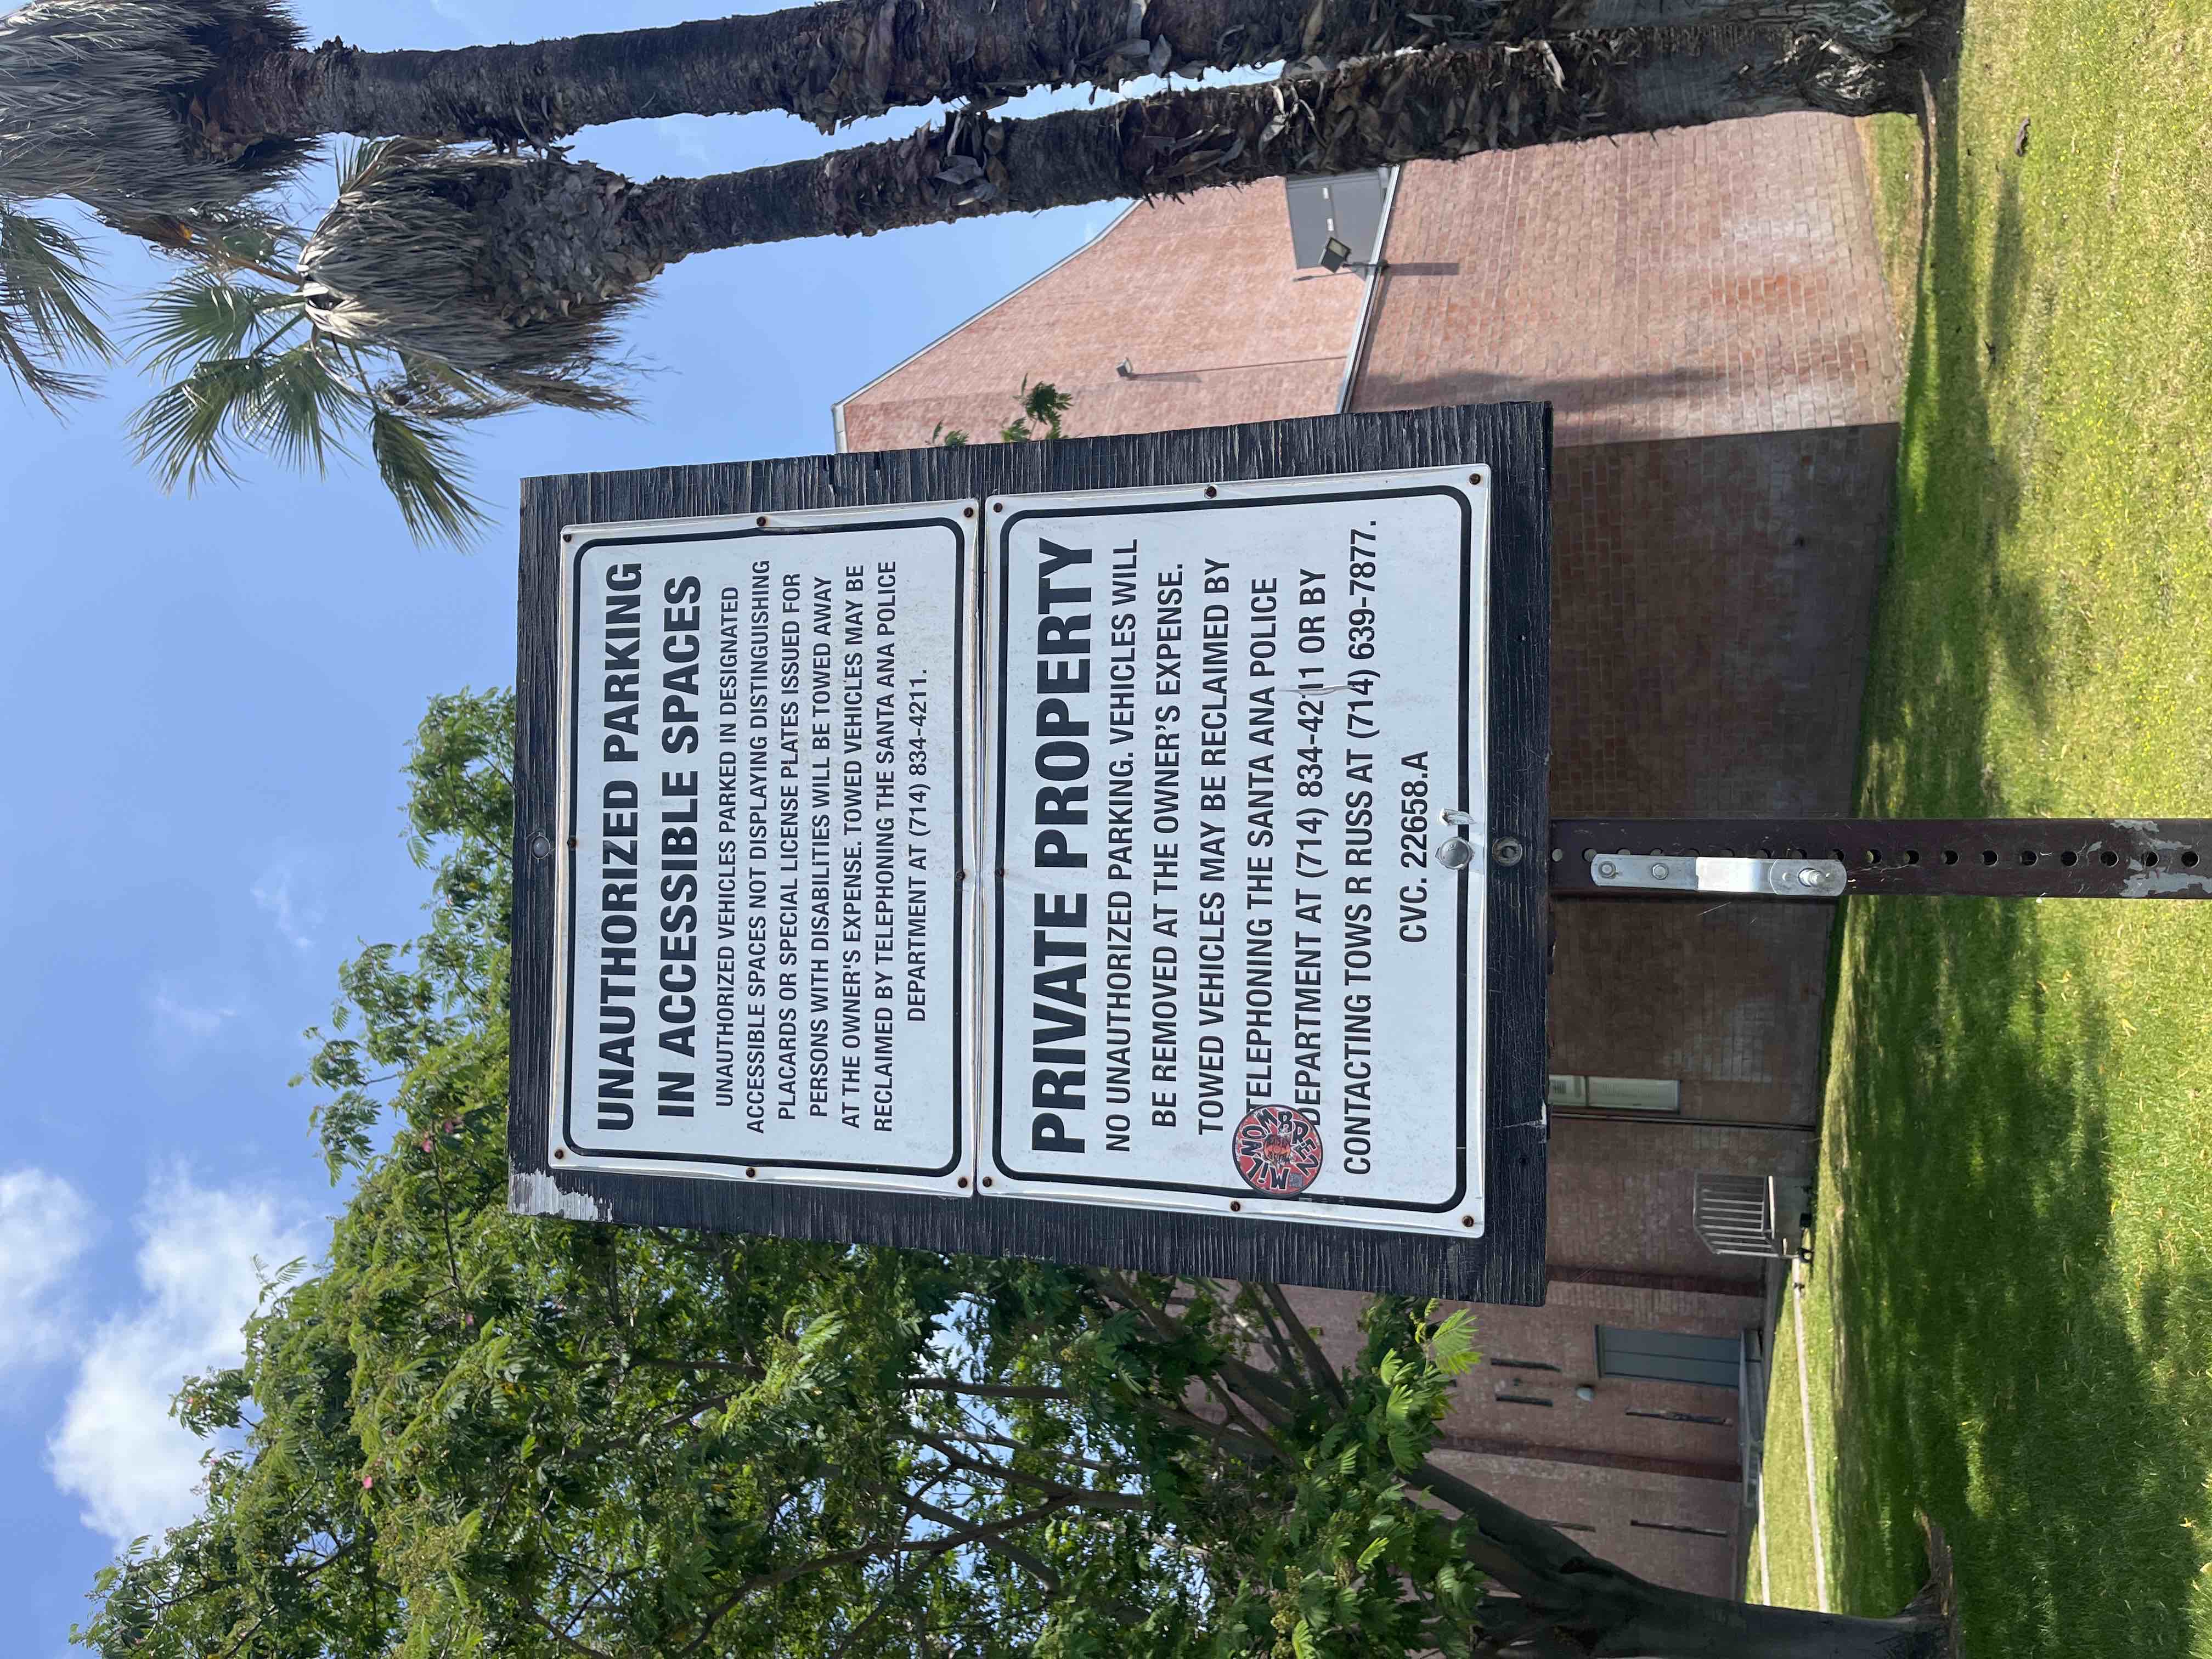 UNAUTHORIZED PARKING
IN ACCESSIBLE SPACES
UNAUTHORIZED VEHICLES PARKED IN DESIGNATED
ACCESSIBLE SPACES NOT DISPLAYING DISTINGUISHING
PLACARDS OR SPECIAL LICENSE PLATES ISSUED FOR
PERSONS WITH DISABILITIES WILL BE TOWED AWAY
AT THE OWNER'S EXPENSE. TOWED VEHICLES MAY BE
RECLAIMED BY TELEPHONING THE SANTA ANA POLICE
DEPARTMENT AT (714) 834-4211.
PRIVATE PROPERTY
NO UNAUTHORIZED PARKING. VEHICLES WILL
BE REMOVED AT THE OWNER'S EXPENSE.
TOWED VEHICLES MAY BE RECLAIMED BY
TELEPHONING THE SANTA ANA POLICE
DEPARTMENT AT (714) 834-4211 OR BY
CONTACTING TOWS R RUSS AT (714) 639-7877.
CVC. 22658.A